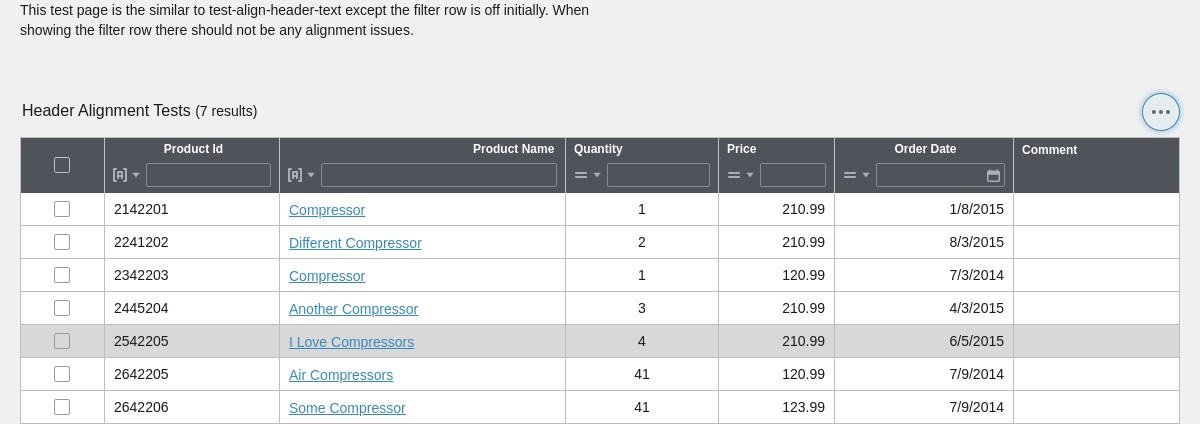 This test page is the similar to test-align-header-text except the filter row is off initially. When
showing the filter row there should not be any alignment issues.
Header Alignment Tests (7 results)
Product Id Product Name Quantity Price Order Date Comment
2142201 Compressor 1 210.99 1/8/2015
2241202 Different Compressor 2 210.99 8/3/2015
2342203 Compressor 1 120.99 7/3/2014
2445204 Another Compressor 3 210.99 4/3/2015
2542205 I Love Compressors 4 210.99 6/5/2015
2642205 Air Compressors 41 120.99 7/9/2014
2642206 Some Compressor 41 123.99 7/9/2014